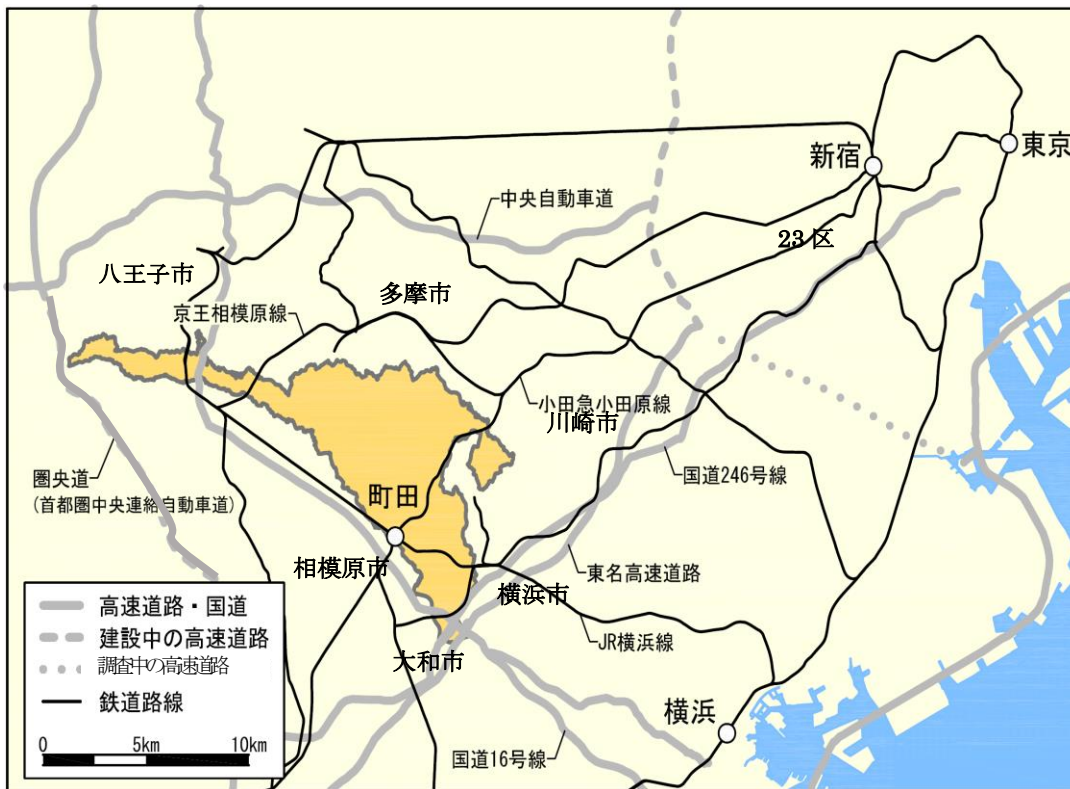 東京
新宿
中央自動車道
23区
八王子市
多摩市
京王相模原線
小田急小田原線
川崎市
国道246号線
圏央道
(首都圏中央連絡自動車道)
町田
相模原市
東名高速道路
横浜市
JR横浜線
大和市
横浜
国道16号線
高速道路・国道
建設中の高速道路
調査中の高速道路
鉄道路線
0 5km 10km